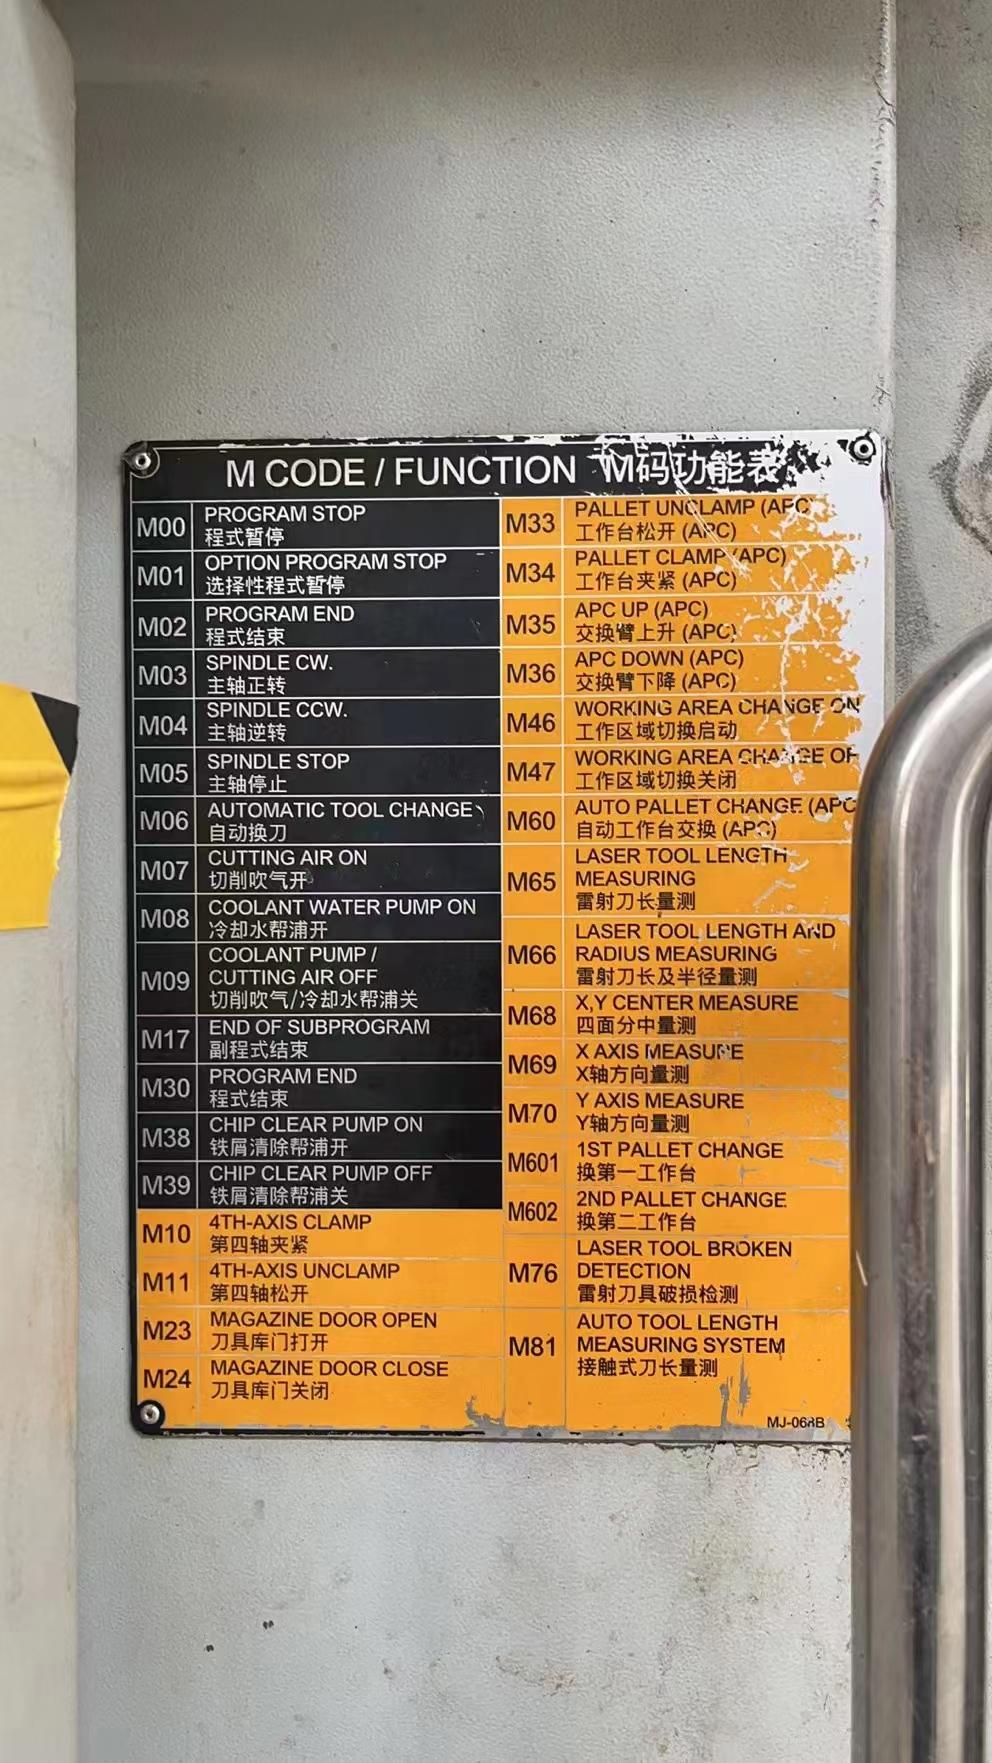 M CODE / FUNCTION M码功能表
M00 PROGRAM STOP
程式暂停
M01 OPTION PROGRAM STOP
选择性程式暂停
M02 PROGRAM END
程式结束
M03 SPINDLE CW.
主轴正转
M04 SPINDLE CCW.
主轴逆转
M05 SPINDLE STOP
主轴停止
M06 AUTOMATIC TOOL CHANGE
自动换刀
M07 CUTTING AIR ON
切削吹气开
M08 COOLANT WATER PUMP ON
冷却水帮浦开
M09 COOLANT PUMP /
CUTTING AIR OFF
切削吹气/冷却水帮浦关
M17 END OF SUBPROGRAM
副程式结束
M30 PROGRAM END
程式结束
M38 CHIP CLEAR PUMP ON
铁屑清除帮浦开
M39 CHIP CLEAR PUMP OFF
铁屑清除帮浦关
M10 4TH-AXIS CLAMP
第四轴夹紧
M11 4TH-AXIS UNCLAMP
第四轴松开
M23 MAGAZINE DOOR OPEN
刀具库门打开
M24 MAGAZINE DOOR CLOSE
刀具库门关闭
M33 PALLET UNCLAMP (APC
工作台松开 (APC)
M34 PALLET CLAMP (APC)
工作台夹紧 (APC)
M35 APC UP (APC)
交换臂上升 (APC)
M36 APC DOWN (APC)
交换臂下降 (APC)
M46 WORKING AREA CHANGE ON
工作区域切换启动
M47 WORKING AREA CHANGE OF
工作区域切换关闭
M60 AUTO PALLET CHANGE (APC
自动工作台交换 (APC)
M65 LASER TOOL LENGTH
MEASURING
雷射刀长量测
M66 LASER TOOL LENGTH AND
RADIUS MEASURING
雷射刀长及半径量测
M68 X,Y CENTER MEASURE
四面分中量测
M69 X AXIS MEASURE
X轴方向量测
M70 Y AXIS MEASURE
Y轴方向量测
M601 1ST PALLET CHANGE
换第一工作台
M602 2ND PALLET CHANGE
换第二工作台
M76 LASER TOOL BROKEN
DETECTION
雷射刀具破损检测
M81 AUTO TOOL LENGTH
MEASURING SYSTEM
接触式刀长量测
MJ-068B